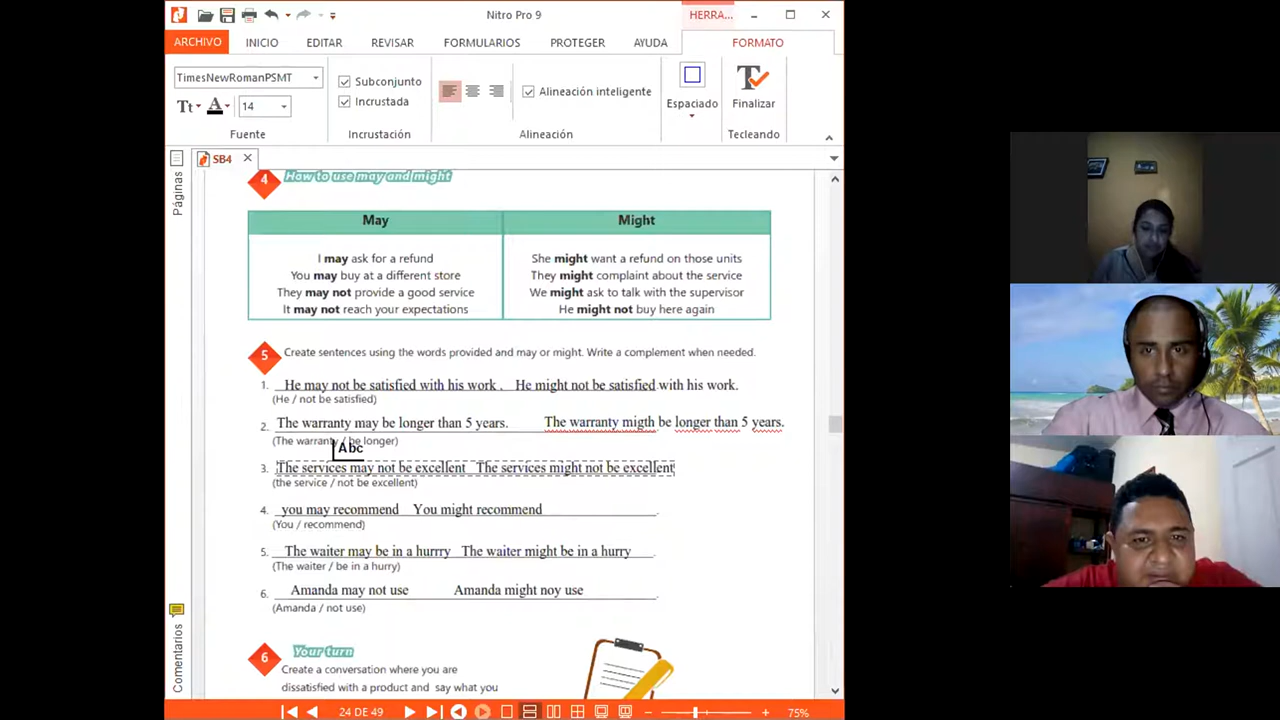 Nitro Pro 9
HERRA...
ARCHIVO INICIO EDITAR REVISAR FORMULARIOS PROTEGER AYUDA FORMATO
TimesNewRomanPSMT
Tt A 14
Fuente
Subconjunto
Incrustada
Incrustación
Alineación inteligente
Alineación
Espaciado
Finalizar
Tecleando
SB4
Páginas
4 How to use may and might
May Might
I may ask for a refund She might want a refund on those units
You may buy at a different store They might complaint about the service
They may not provide a good service We might ask to talk with the supervisor
It may not reach your expectations He might not buy here again
5 Create sentences using the words provided and may or might. Write a complement when needed.
1. He may not be satisfied with his work . He might not be satisfied with his work.
(He / not be satisfied)
2. The warranty may be longer than 5 years. The warranty migth be longer than 5 years.
(The warranty / be longer)
Abc
3. The services may not be excellent The services might not be excellent
(the service / not be excellent)
4. you may recommend You might recommend .
(You / recommend)
5. The waiter may be in a hurrry The waiter might be in a hurry .
(The waiter / be in a hurry)
6. Amanda may not use Amanda might noy use .
(Amanda / not use)
6 Your turn
Create a conversation where you are
dissatisfied with a product and say what you
Comentarios
24 DE 49
75%